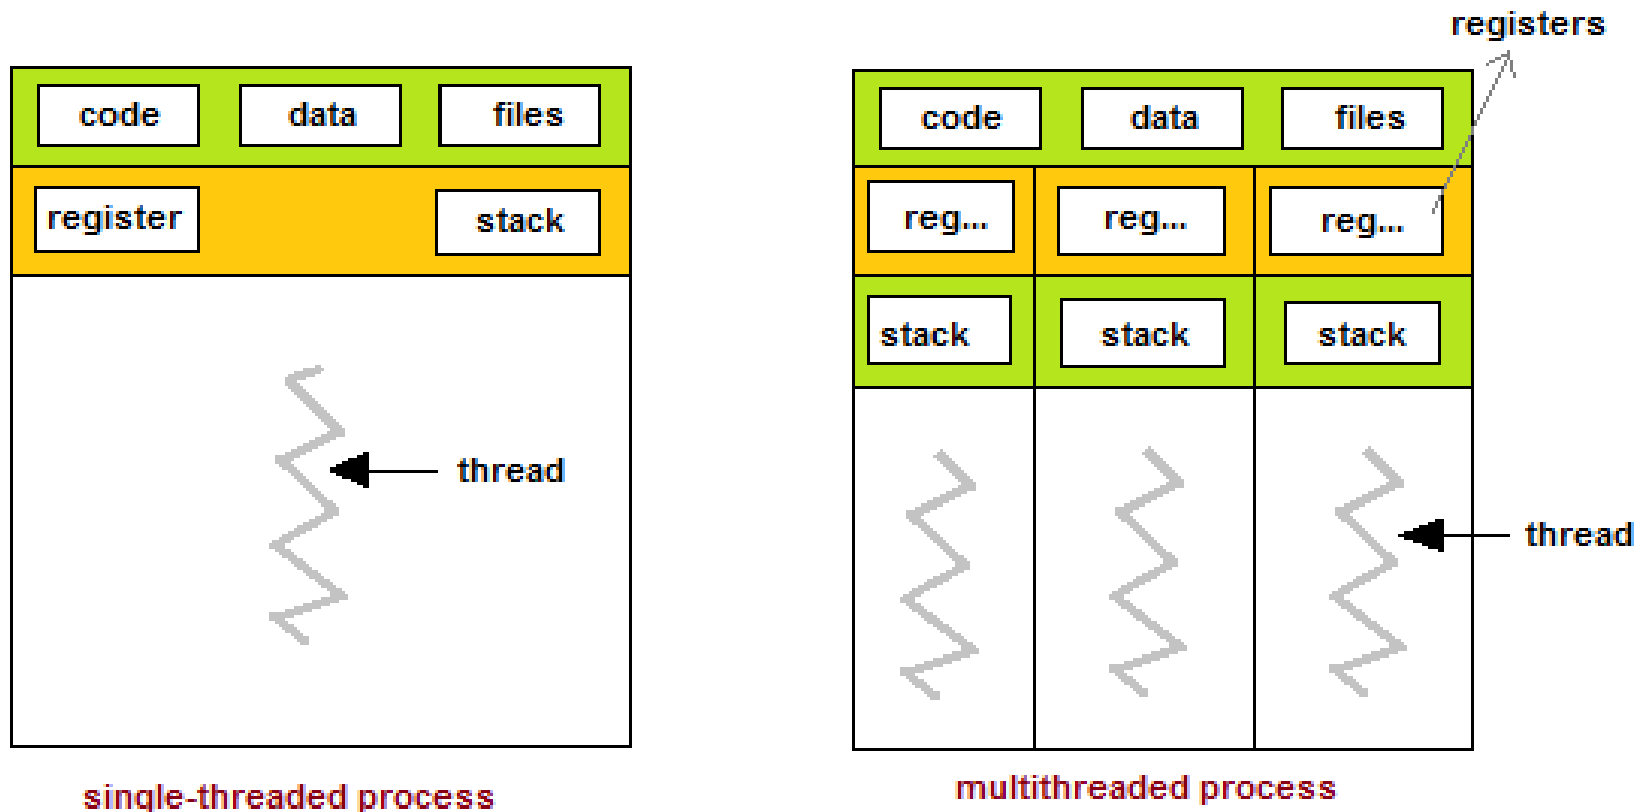 registers
code data files
register stack
thread
single-threaded process
code data files
reg... reg... reg...
stack stack stack
thread
multithreaded process